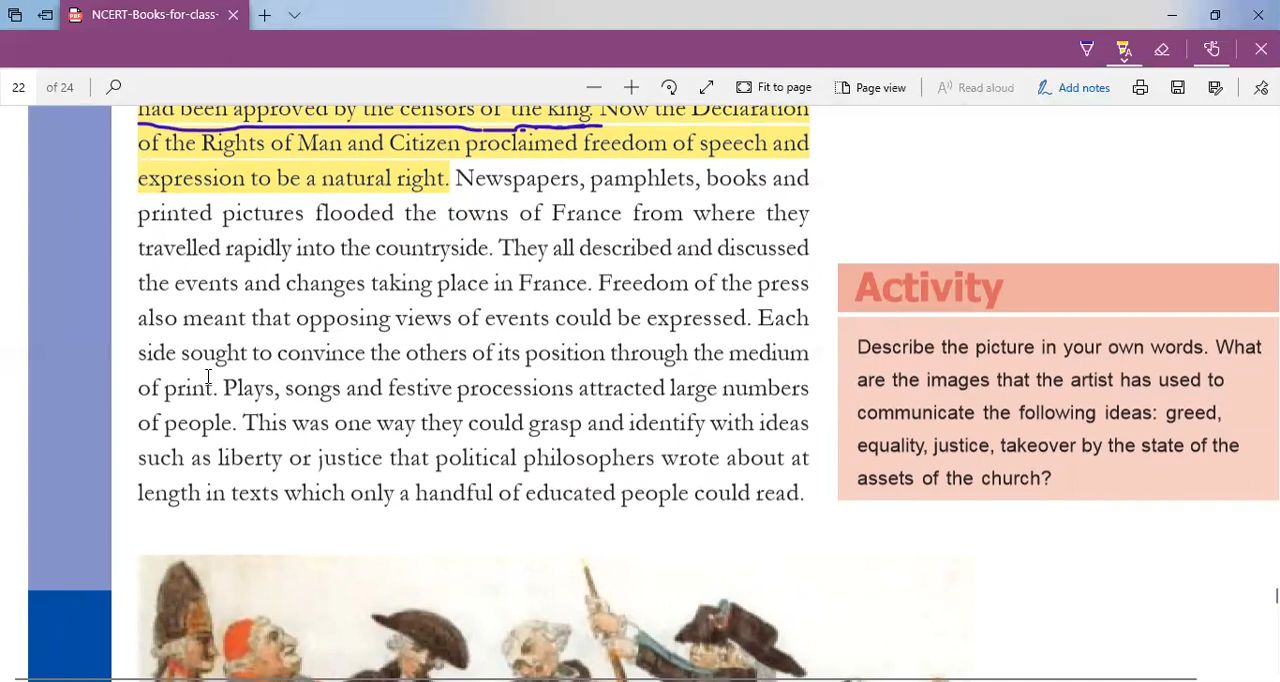 NCERT-Books-for-class-
22 of 24
Fit to page
Page view
Read aloud
Add notes
had been approved by the censors of the king. Now the Declaration
of the Rights of Man and Citizen proclaimed freedom of speech and
expression to be a natural right. Newspapers, pamphlets, books and
printed pictures flooded the towns of France from where they
travelled rapidly into the countryside. They all described and discussed
the events and changes taking place in France. Freedom of the press
also meant that opposing views of events could be expressed. Each
side sought to convince the others of its position through the medium
of print. Plays, songs and festive processions attracted large numbers
of people. This was one way they could grasp and identify with ideas
such as liberty or justice that political philosophers wrote about at
length in texts which only a handful of educated people could read.
Activity
Describe the picture in your own words. What
are the images that the artist has used to
communicate the following ideas: greed,
equality, justice, takeover by the state of the
assets of the church?